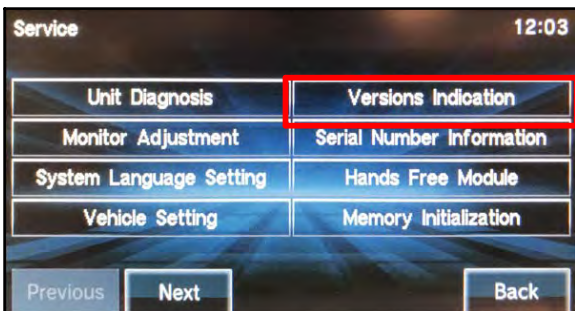 Service 12:03
Unit Diagnosis Versions Indication
Monitor Adjustment Serial Number Information
System Language Setting Hands Free Module
Vehicle Setting Memory Initialization
Previous Next Back